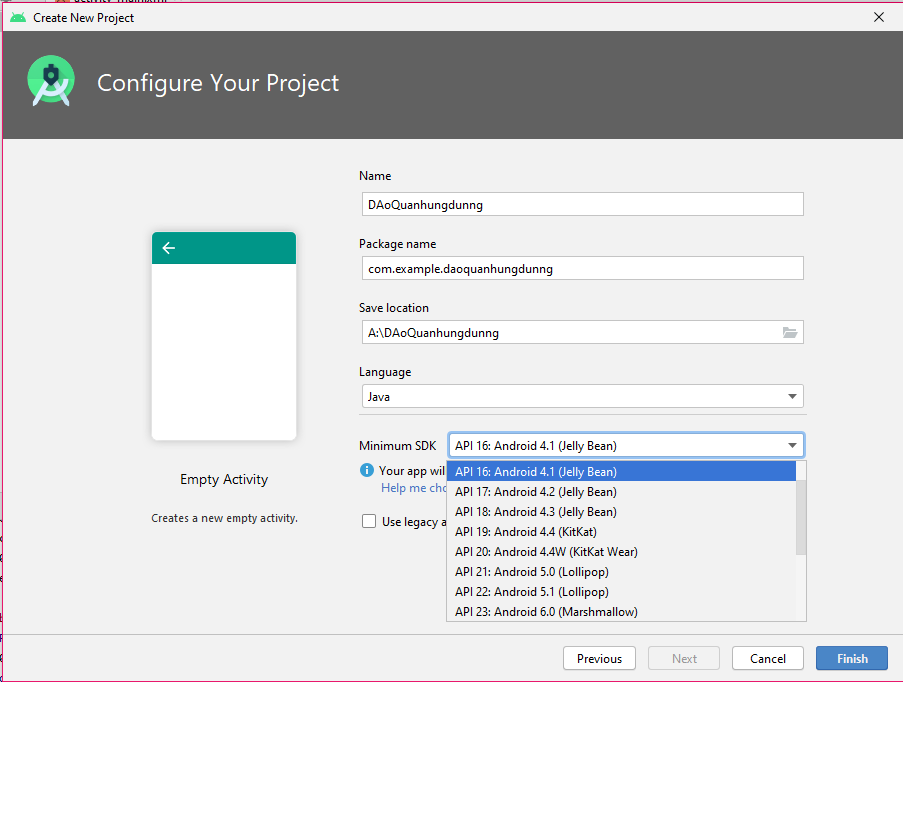 Create New Project
Configure Your Project
Name
DAoQuanhungdunng
Package name
com.example.daoquanhungdunng
Save location
A:\DAoQuanhungdunng
Language
Java
Minimum SDK
API 16: Android 4.1 (Jelly Bean)
Your app wil
Help me cho
Use legacy a
API 16: Android 4.1 (Jelly Bean)
API 17: Android 4.2 (Jelly Bean)
API 18: Android 4.3 (Jelly Bean)
API 19: Android 4.4 (KitKat)
API 20: Android 4.4W (KitKat Wear)
API 21: Android 5.0 (Lollipop)
API 22: Android 5.1 (Lollipop)
API 23: Android 6.0 (Marshmallow)
Empty Activity
Creates a new empty activity.
Previous
Next
Cancel
Finish